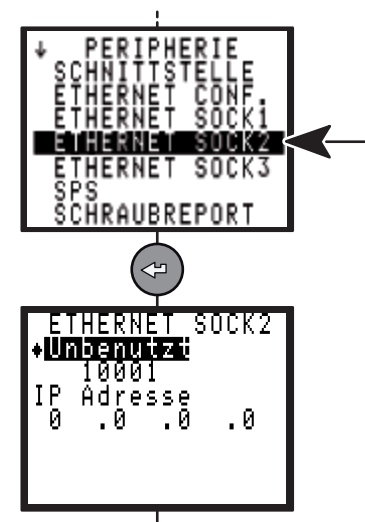 PERIPHERIE
SCHNITTSTELLE
ETHERNET CONF.
ETHERNET SOCK1
ETHERNET SOCK2
ETHERNET SOCK3
SPS
SCHRAUBREPORT
ETHERNET SOCK2
Unbenutzt
10001
IP Adresse
0 .0 .0 .0